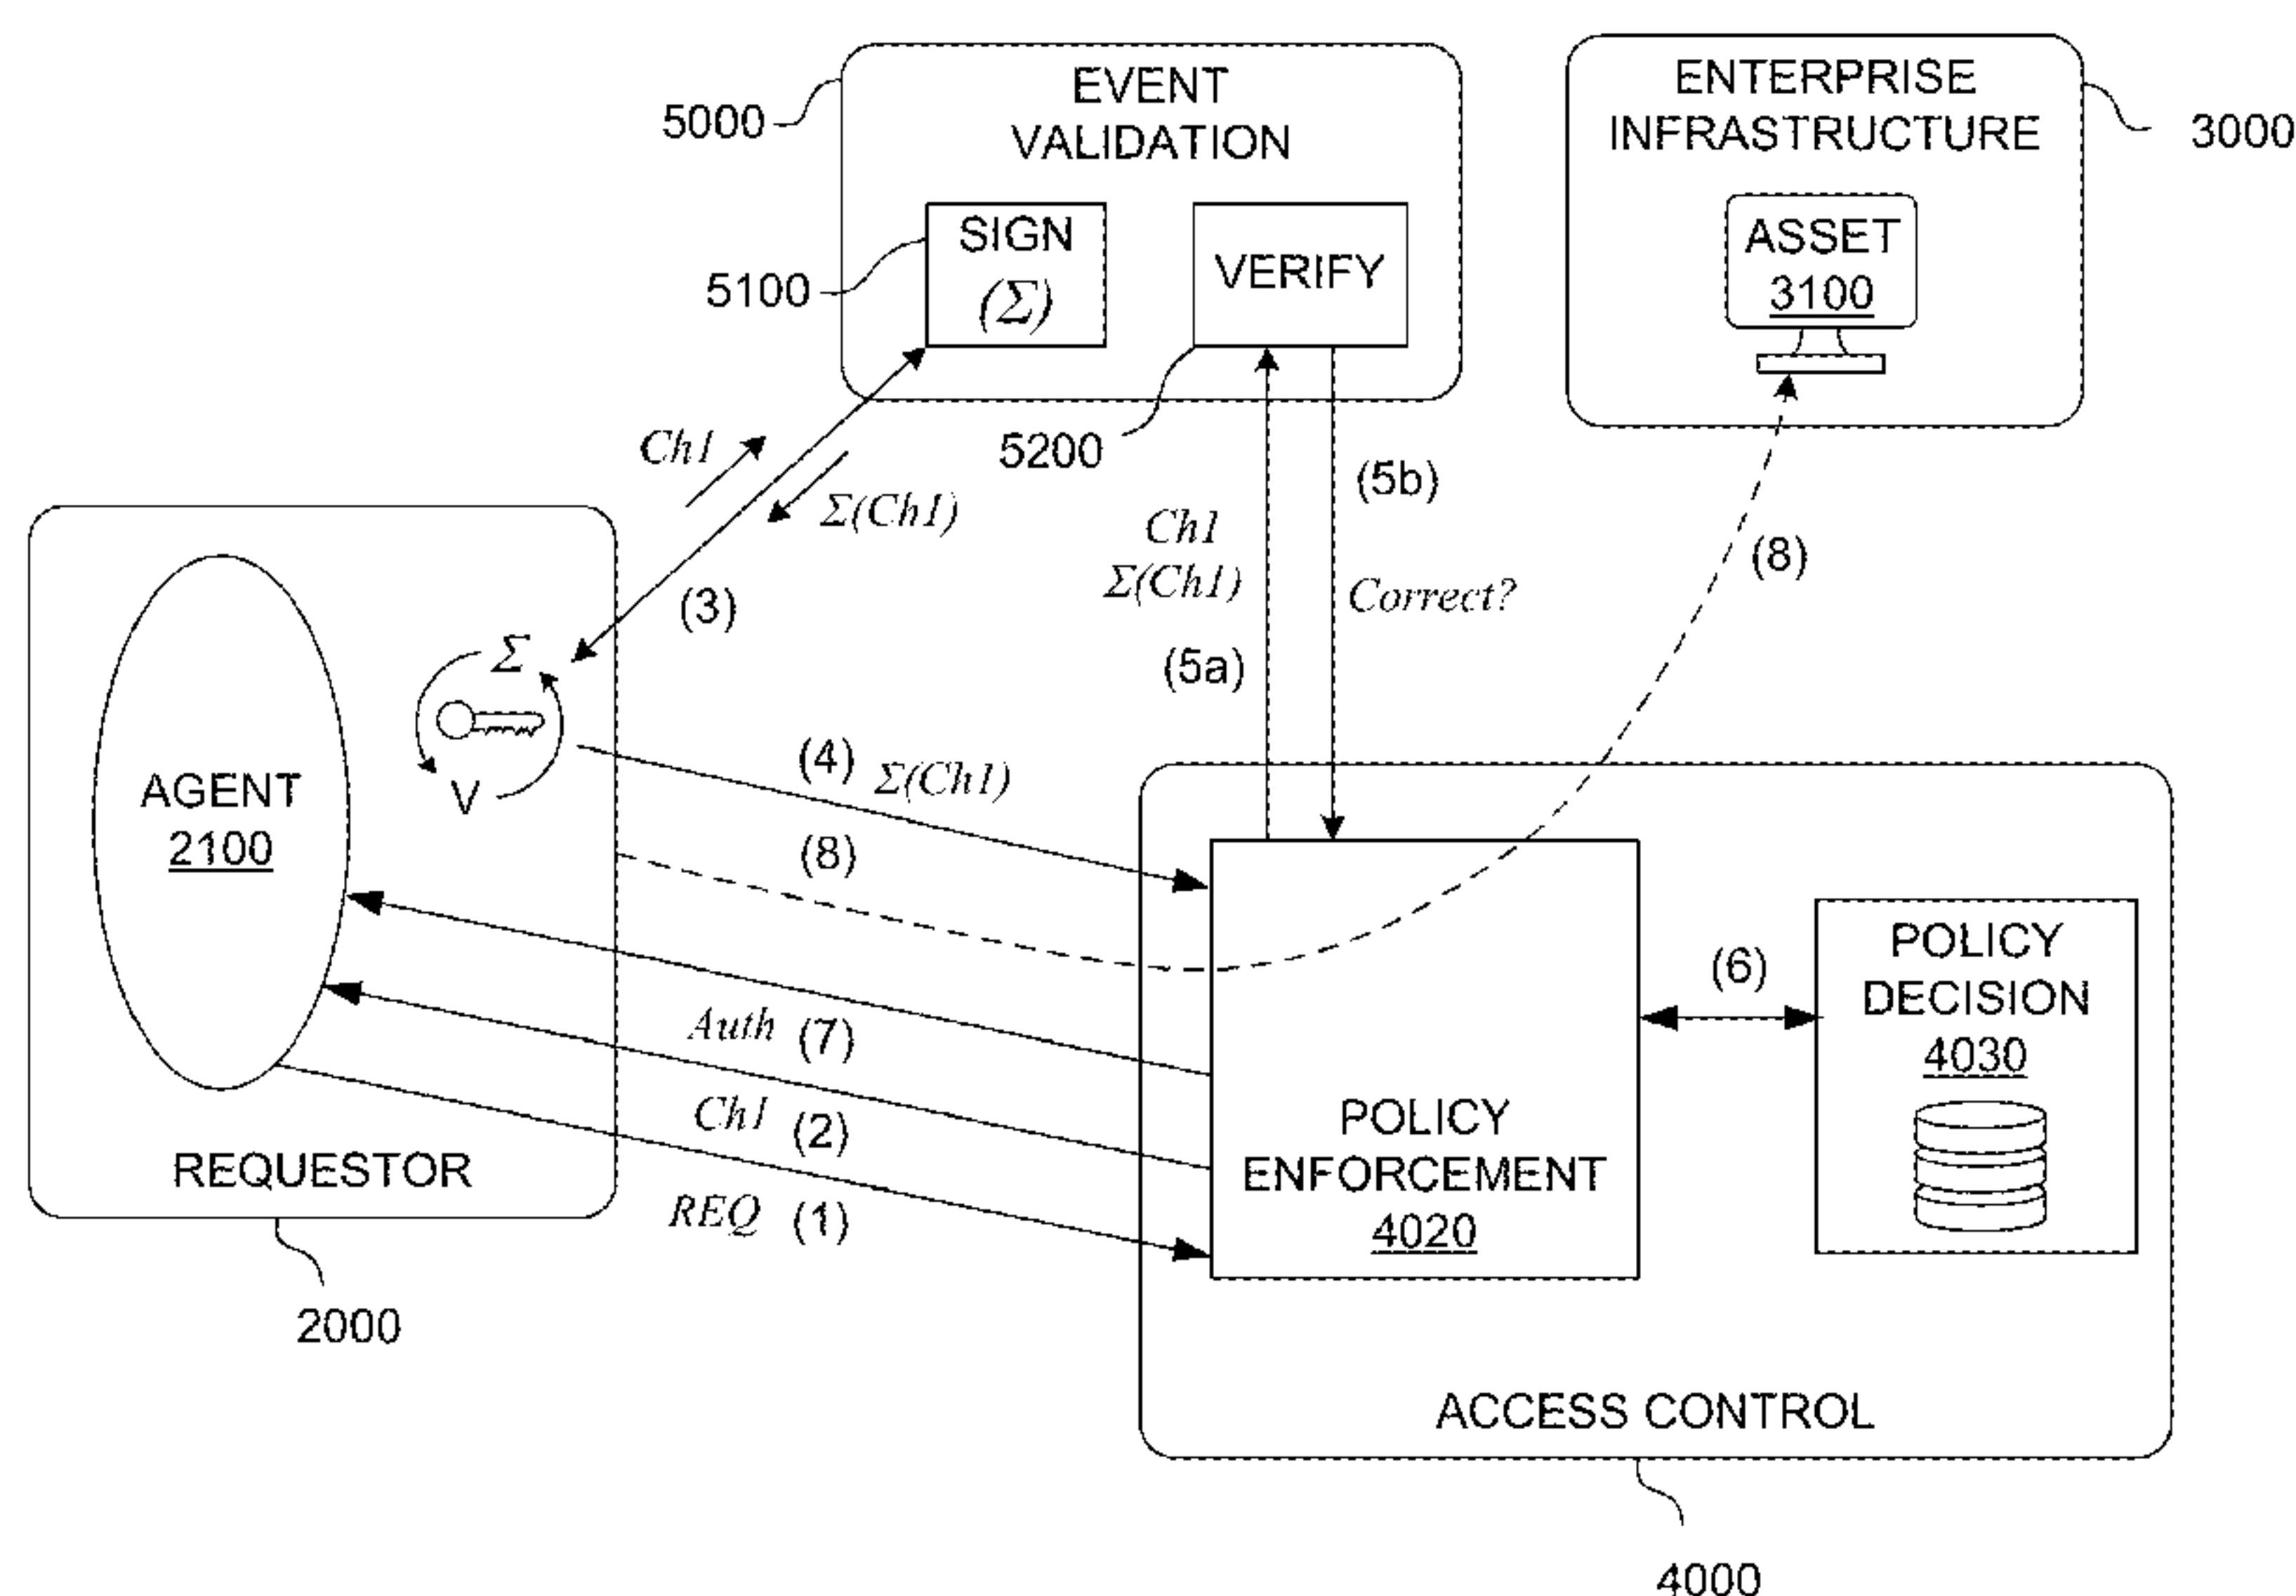 EVENT
VALIDATION
5000
SIGN
(Σ)
5100
VERIFY
5200
ENTERPRISE
INFRASTRUCTURE
3000
ASSET
3100
Ch1
Σ(Ch1)
(3)
Ch1
Σ(Ch1)
(5a)
(5b)
Correct?
(8)
Σ
V
AGENT
2100
REQUESTOR
2000
(4)
Σ(Ch1)
(8)
Auth (7)
Ch1 (2)
REQ (1)
POLICY
ENFORCEMENT
4020
(6)
POLICY
DECISION
4030
ACCESS CONTROL
4000